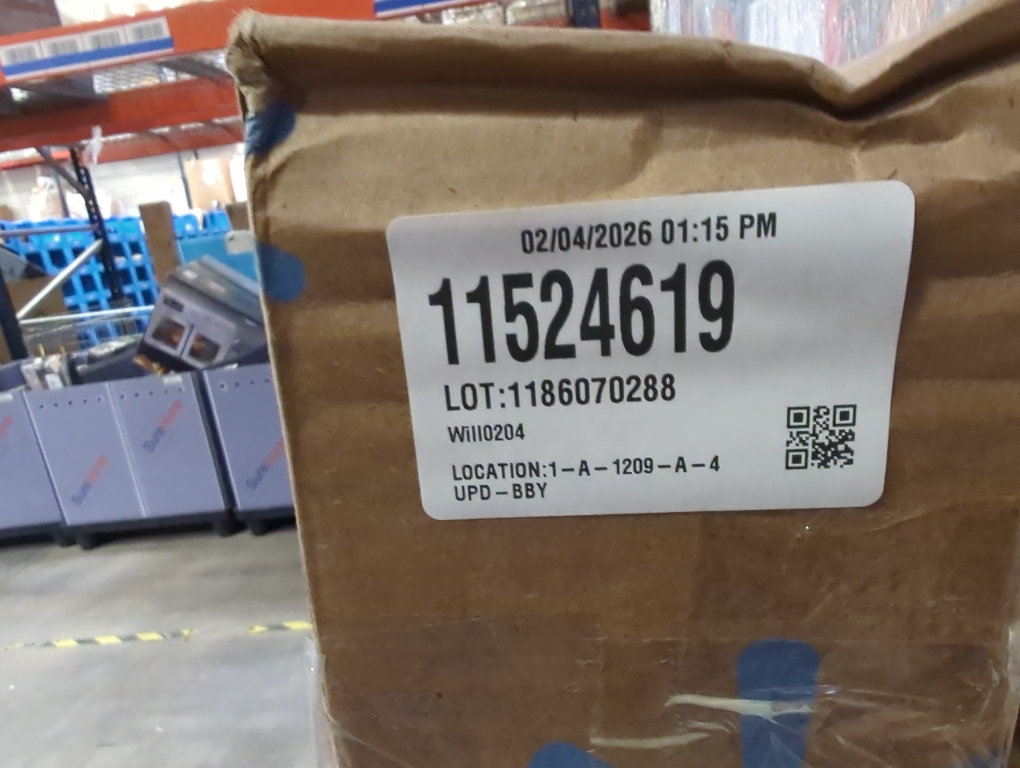 02/04/2026 01:15 PM
11524619
LOT:1186070288
Will0204
LOCATION:1-A-1209-A-4
UPD-BBY